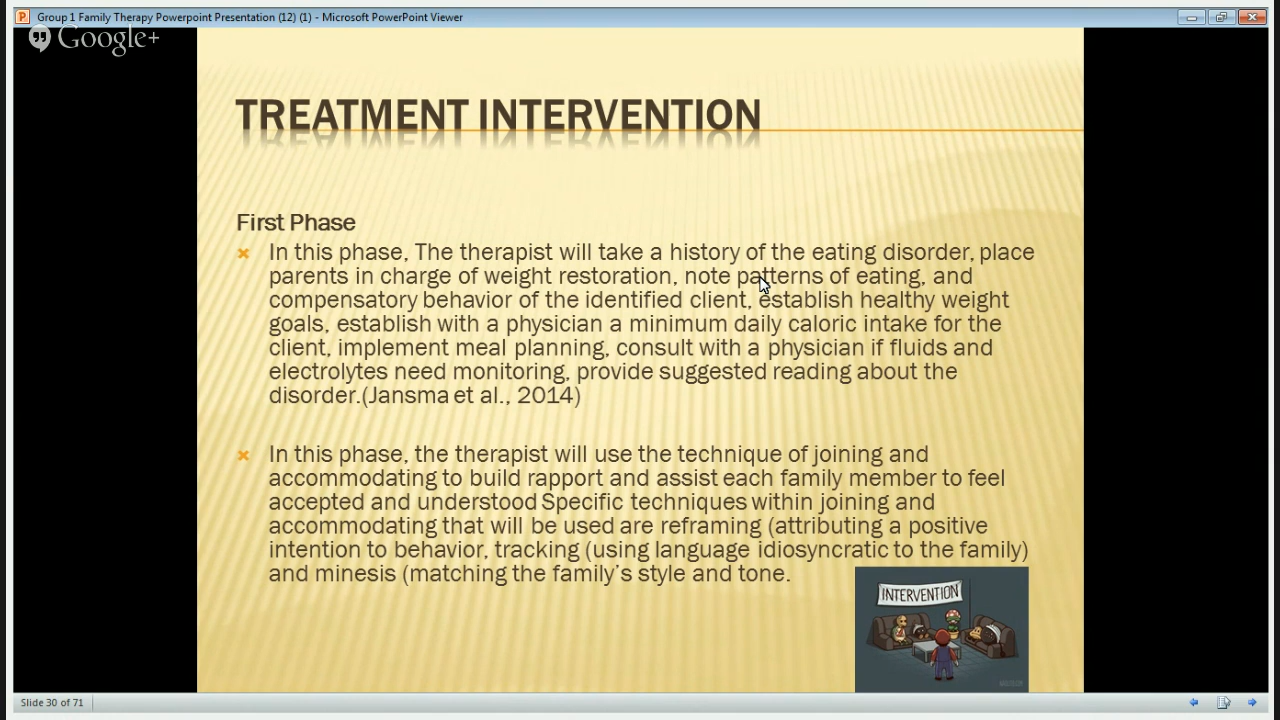 Group 1 Family Therapy Powerpoint Presentation (12) (1) - Microsoft PowerPoint Viewer
Google+
TREATMENT INTERVENTION
First Phase
In this phase, The therapist will take a history of the eating disorder, place
parents in charge of weight restoration, note patterns of eating, and
compensatory behavior of the identified client, establish healthy weight
goals, establish with a physician a minimum daily caloric intake for the
client, implement meal planning, consult with a physician if fluids and
electrolytes need monitoring, provide suggested reading about the
disorder.(Jansma et al., 2014)
In this phase, the therapist will use the technique of joining and
accommodating to build rapport and assist each family member to feel
accepted and understood Specific techniques within joining and
accommodating that will be used are reframing (attributing a positive
intention to behavior, tracking (using language idiosyncratic to the family)
and minesis (matching the family's style and tone.
INTERVENTION
Slide 30 of 71